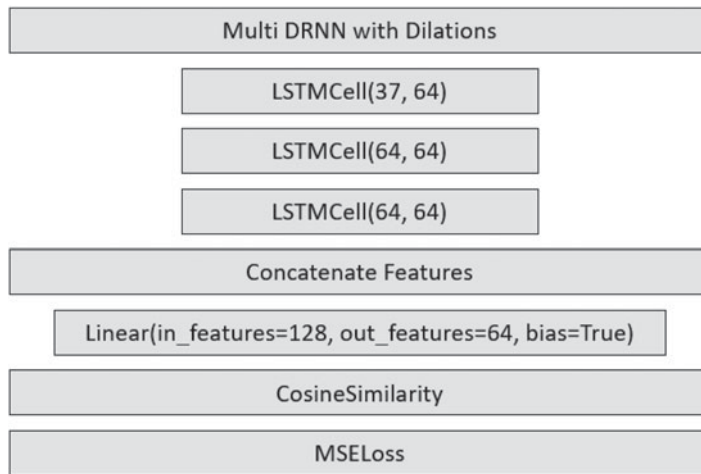 Multi DRNN with Dilations
LSTMCell(37, 64)
LSTMCell(64, 64)
LSTMCell(64, 64)
Concatenate Features
Linear(in_features=128, out_features=64, bias=True)
CosineSimilarity
MSELoss